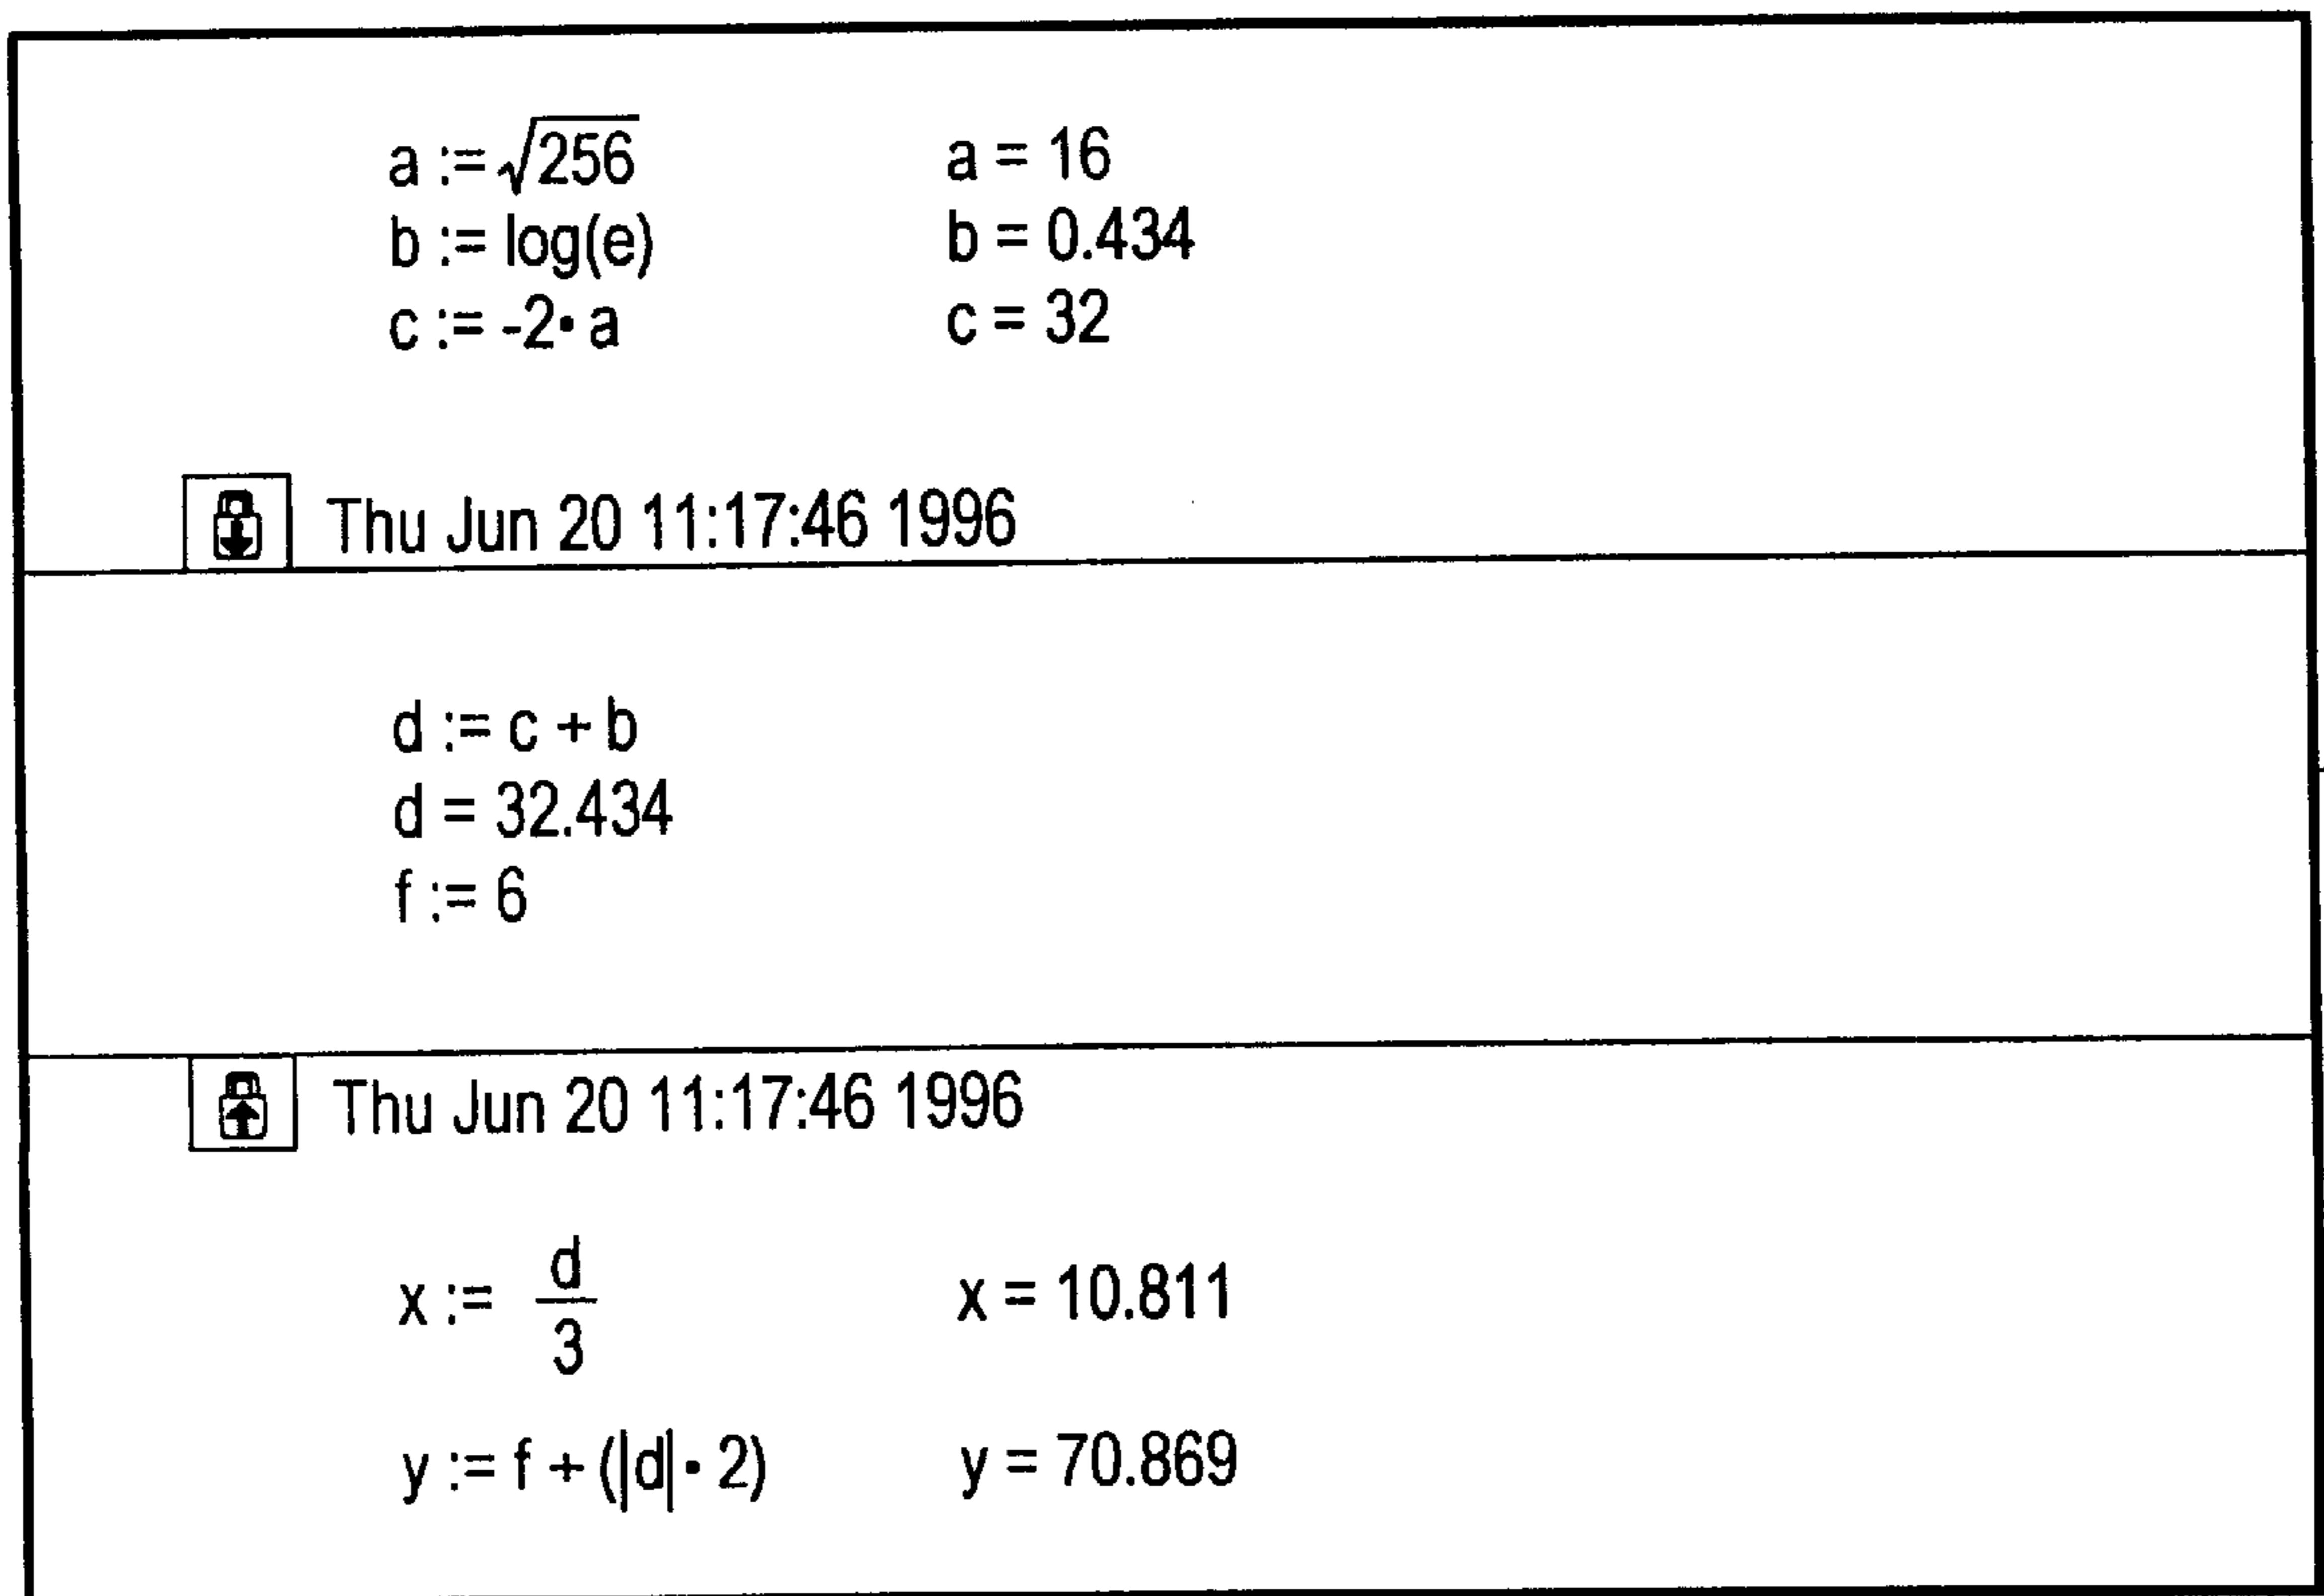 a := √256 a = 16
b := log(e) b = 0.434
c := -2• a c = 32
Thu Jun 20 11:17:46 1996
d := c + b
d = 32.434
f := 6
Thu Jun 20 11:17:46 1996
x := d/3 x = 10.811
y := f + (|d| • 2) y = 70.869